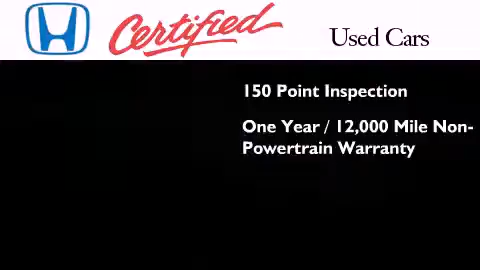 Certified
Used Cars
150 Point Inspection
One Year / 12,000 Mile Non-
Powertrain Warranty